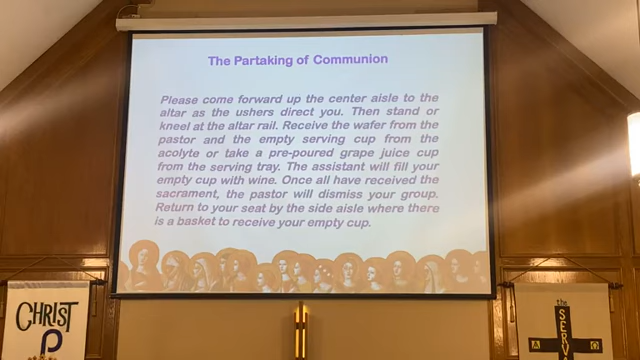 The Partaking of Communion
Please come forward up the center aisle to the
altar as the ushers direct you. Then stand or
kneel at the altar rail. Receive the wafer from the
pastor and the empty serving cup from the
acolyte or take a pre-poured grape juice cup
from the serving tray. The assistant will fill your
empty cup with wine. Once all have received the
sacrament, the pastor will dismiss your group.
Return to your seat by the side aisle where there
is a basket to receive your empty cup.
CHRIST
P
the
SERV
A Ω